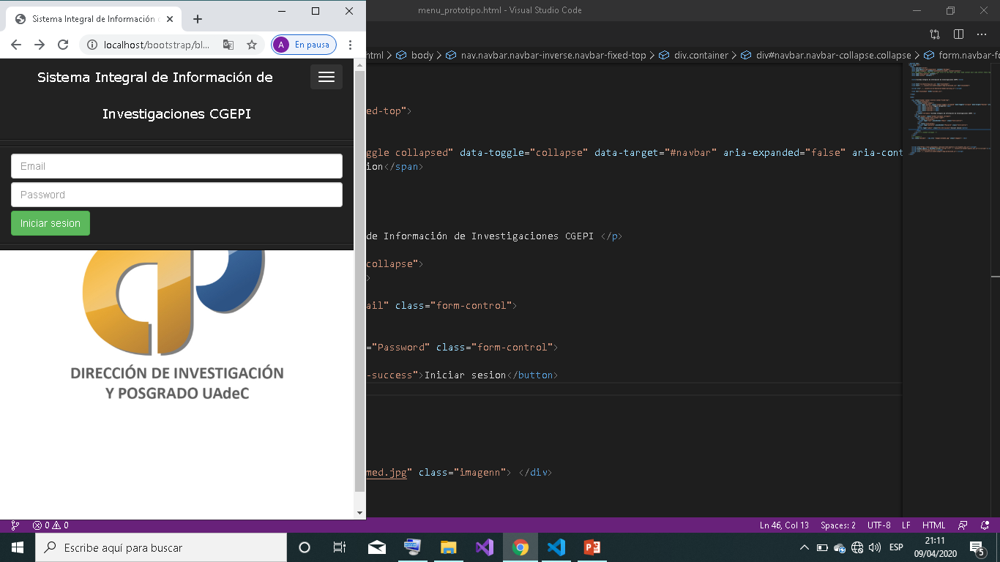 Sistema Integral de Información
menu_prototipo.html - Visual Studio Code
localhost/bootstrap/bl...
A
En pausa
html
body
nav.navbar.navbar-inverse.navbar-fixed-top
div.container
div#navbar.navbar-collapse.collapse
form.navbar-fo
Sistema Integral de Información de
Investigaciones CGEPI
Email
Password
Iniciar sesion
DIRECCIÓN DE INVESTIGACIÓN
Y POSGRADO UAdeC
ed-top">
ggle collapsed" data-toggle="collapse" data-target="#navbar" aria-expanded="false" aria-cont
ion</span>
de Información de Investigaciones CGEPI </p>
collapse">
>
ail" class="form-control">
="Password" class="form-control">
-success">Iniciar sesion</button>
med.jpg" class="imagenn"> </div>
0 0
Ln 46, Col 13
Spaces: 2
UTF-8
LF
HTML
Escribe aquí para buscar
ESP
21:11
09/04/2020
5